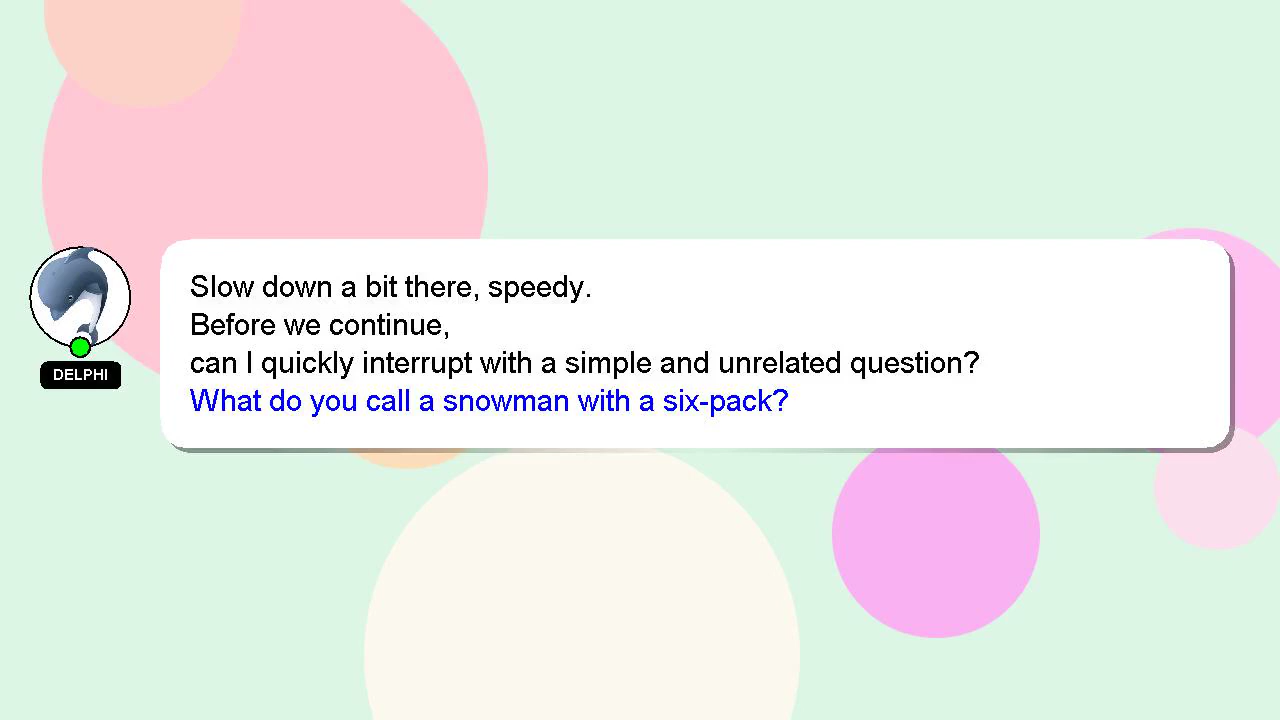 Slow down a bit there, speedy.
Before we continue,
can I quickly interrupt with a simple and unrelated question?
What do you call a snowman with a six-pack?
DELPHI